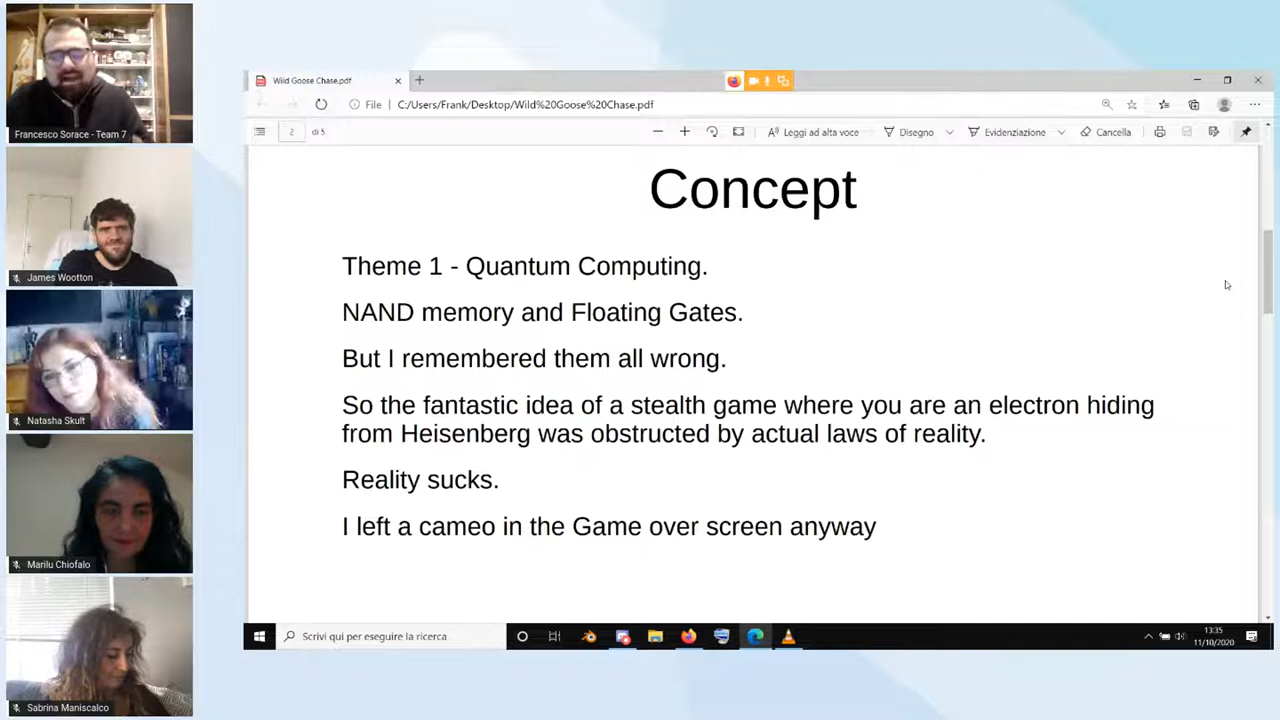 Francesco Sorace - Team 7
James Wootton
Natasha Skult
Marilu Chiofalo
Sabrina Maniscalco
Wild Goose Chase.pdf
File
C:/Users/Frank/Desktop/Wild%20Goose%20Chase.pdf
2 di 5
Leggi ad alta voce
Disegno
Evidenziazione
Cancella
Concept
Theme 1 - Quantum Computing.
NAND memory and Floating Gates.
But I remembered them all wrong.
So the fantastic idea of a stealth game where you are an electron hiding
from Heisenberg was obstructed by actual laws of reality.
Reality sucks.
I left a cameo in the Game over screen anyway
Scrivi qui per eseguire la ricerca
13:35
11/10/2020